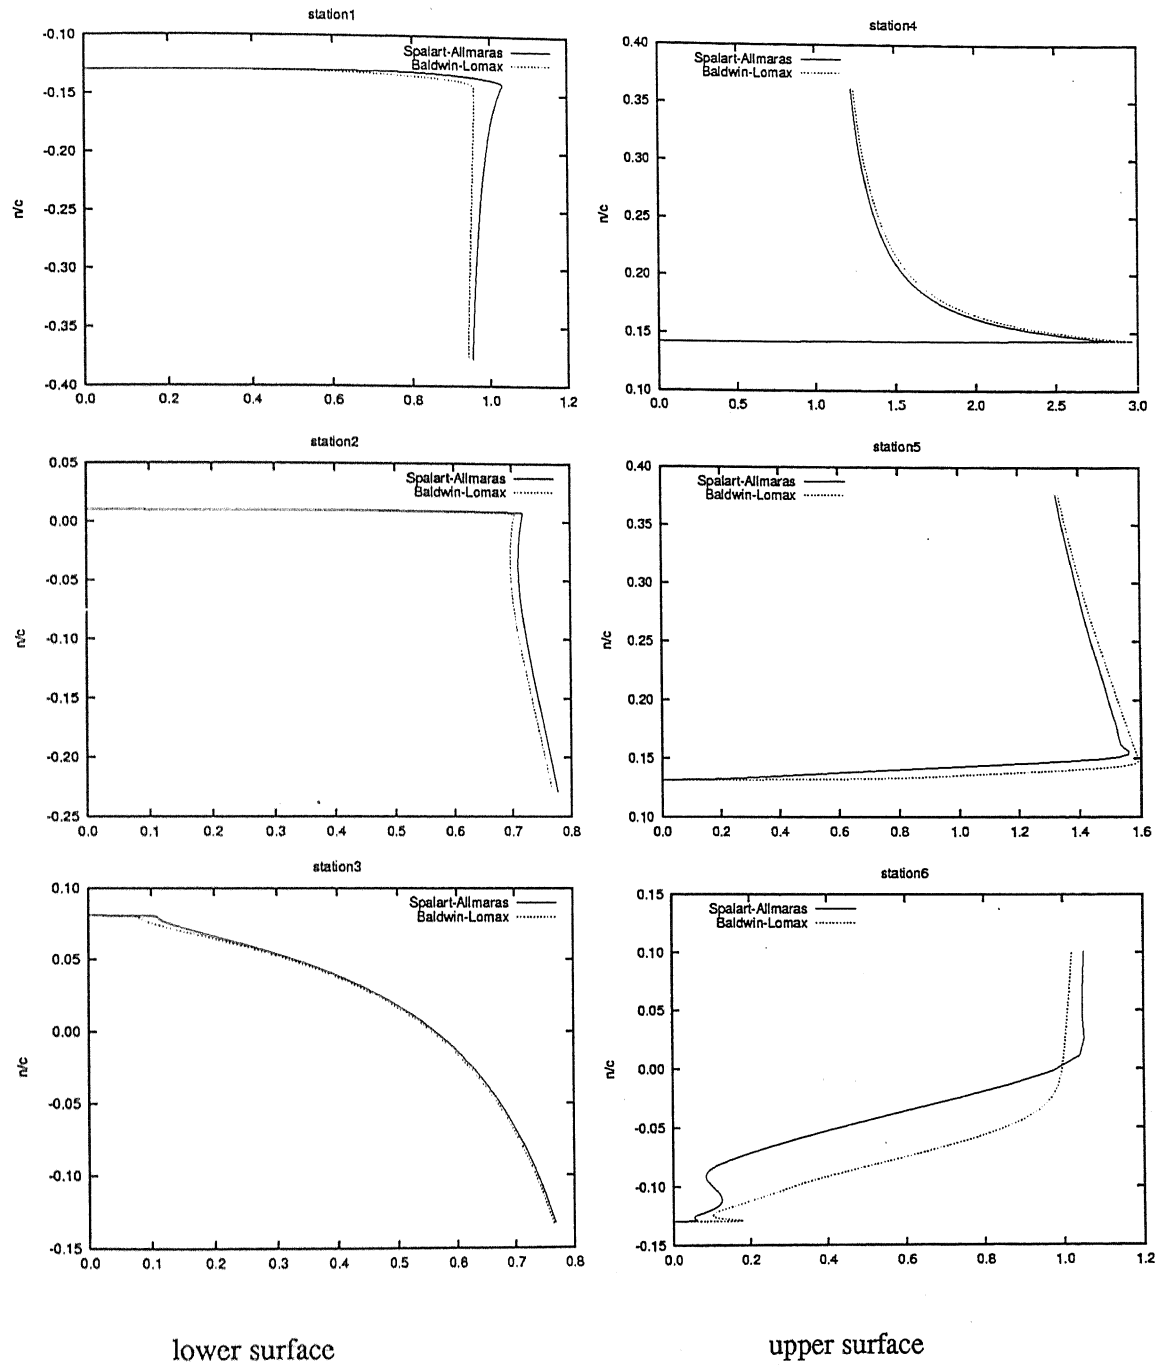 station1
-0.10
-0.15
-0.20
-0.25
-0.30
-0.35
-0.40
n/c
Spalart-Allmaras
Baldwin-Lomax
0.0 0.2 0.4 0.6 0.8 1.0 1.2
station4
0.40
0.35
0.30
0.25
0.20
0.15
0.10
n/c
Spalart-Allmaras
Baldwin-Lomax
0.0 0.5 1.0 1.5 2.0 2.5 3.0
station2
0.05
0.00
-0.05
-0.10
-0.15
-0.20
-0.25
n/c
Spalart-Allmaras
Baldwin-Lomax
0.0 0.1 0.2 0.3 0.4 0.5 0.6 0.7 0.8
station5
0.40
0.35
0.30
0.25
0.20
0.15
0.10
n/c
Spalart-Allmaras
Baldwin-Lomax
0.0 0.2 0.4 0.6 0.8 1.0 1.2 1.4 1.6
station3
0.10
0.05
0.00
-0.05
-0.10
-0.15
n/c
Spalart-Allmaras
Baldwin-Lomax
0.0 0.1 0.2 0.3 0.4 0.5 0.6 0.7 0.8
station6
0.15
0.10
0.05
0.00
-0.05
-0.10
-0.15
n/c
Spalart-Allmaras
Baldwin-Lomax
0.0 0.2 0.4 0.6 0.8 1.0 1.2
lower surface
upper surface